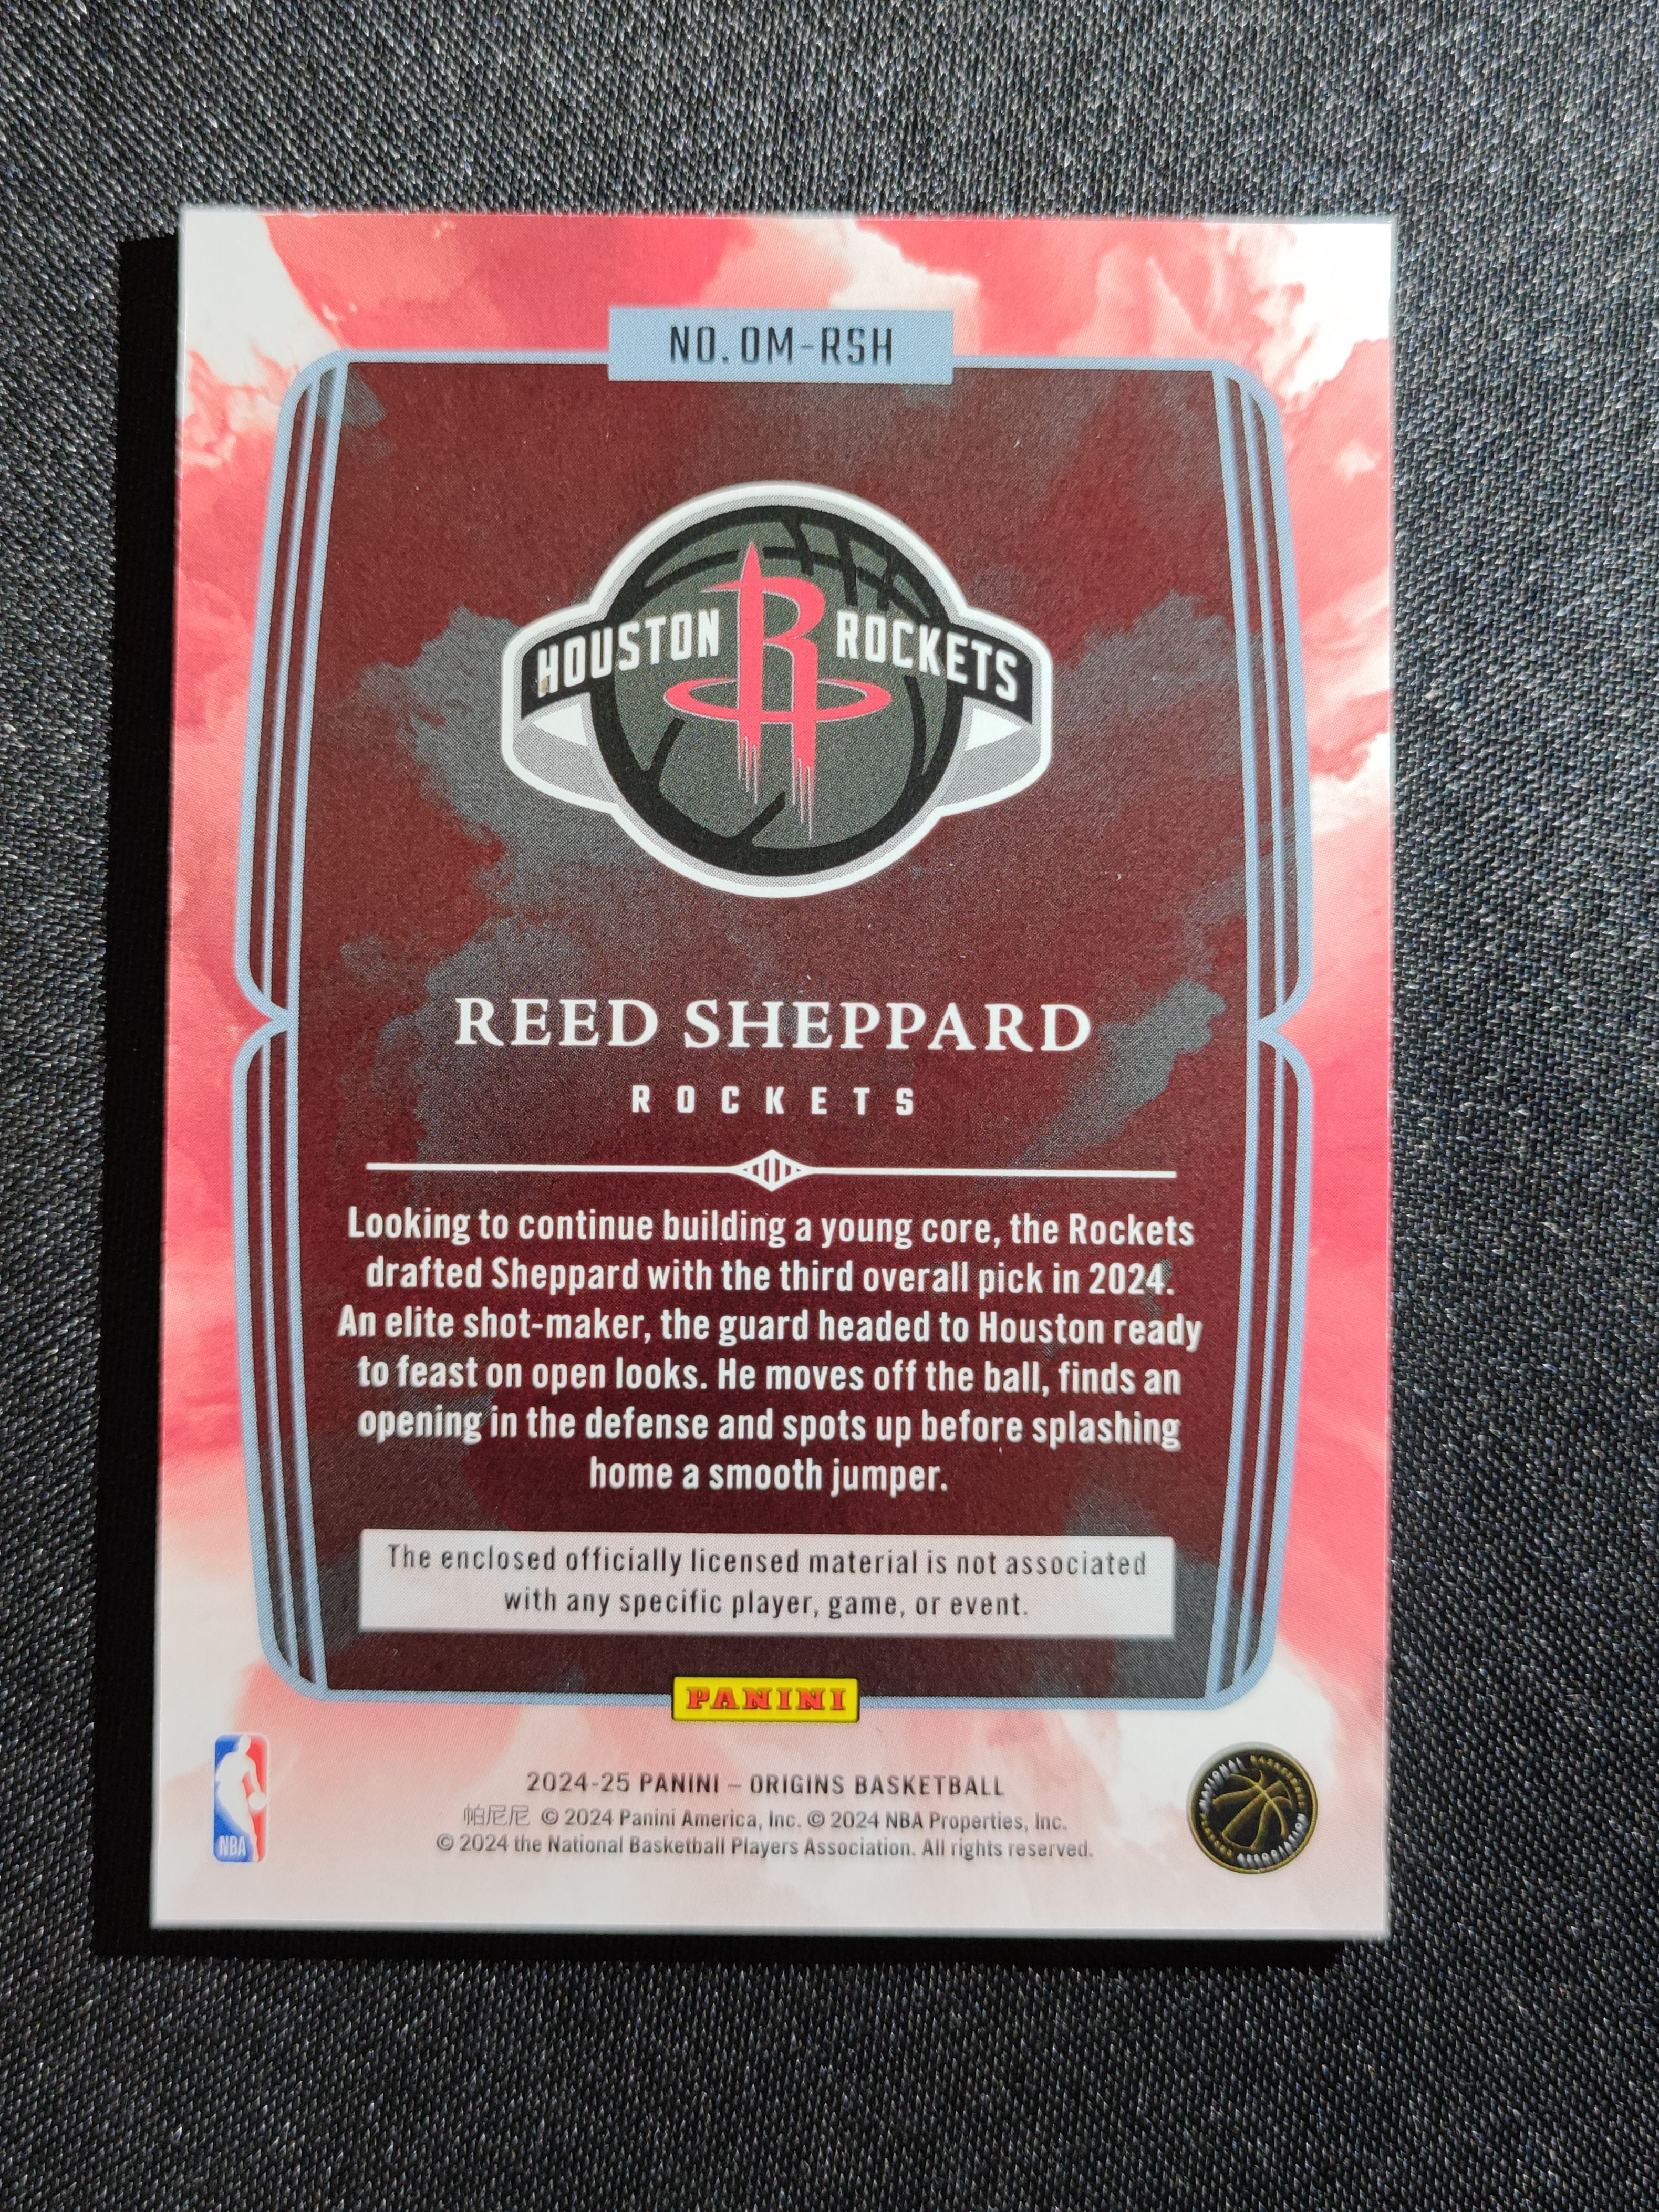 NO. OM-RSH
HOUSTON R ROCKETS
REED SHEPPARD
ROCKETS
Looking to continue building a young core, the Rockets
drafted Sheppard with the third overall pick in 2024.
An elite shot-maker, the guard headed to Houston ready
to feast on open looks. He moves off the ball, finds an
opening in the defense and spots up before splashing
home a smooth jumper.
The enclosed officially licensed material is not associated
with any specific player, game, or event.
PANINI
2024-25 PANINI – ORIGINS BASKETBALL
帕尼尼 © 2024 Panini America, Inc. © 2024 NBA Properties, Inc.
© 2024 the National Basketball Players Association. All rights reserved.
NBA
NATIONAL BASKETBALL PLAYERS ASSOCIATION